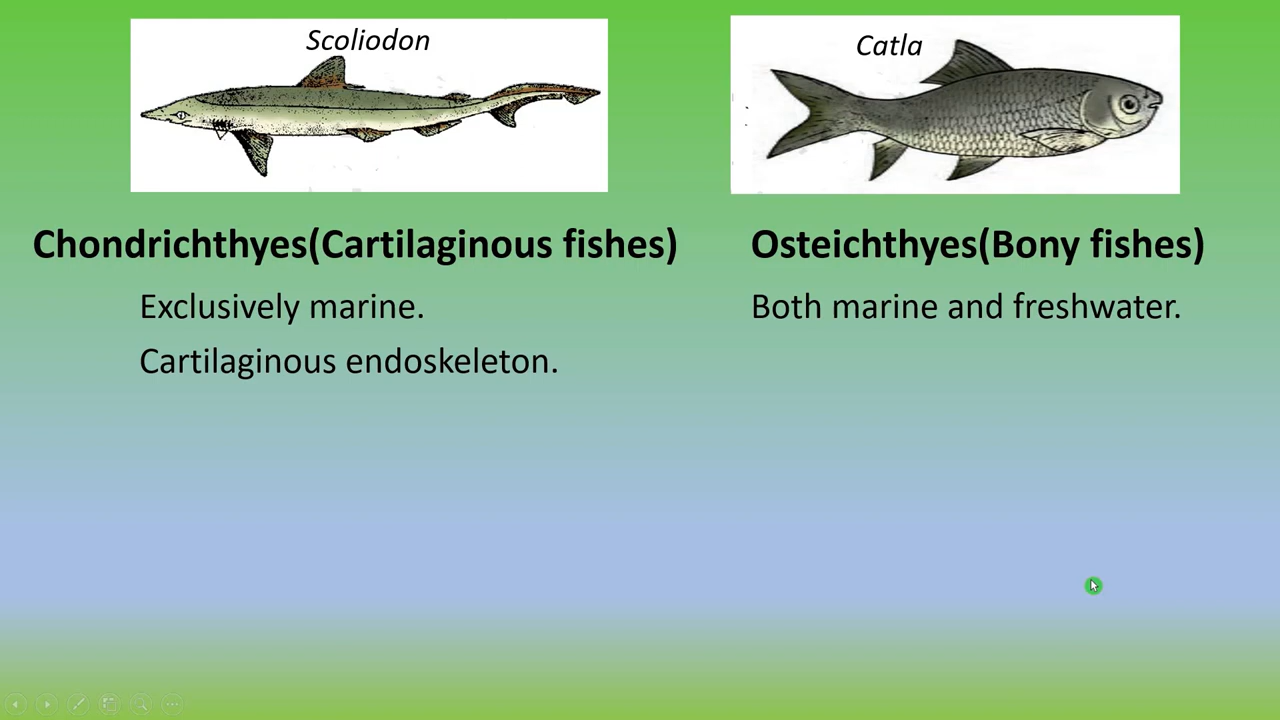 Scoliodon
Catla
Chondrichthyes(Cartilaginous fishes)
Osteichthyes(Bony fishes)
Exclusively marine.
Both marine and freshwater.
Cartilaginous endoskeleton.